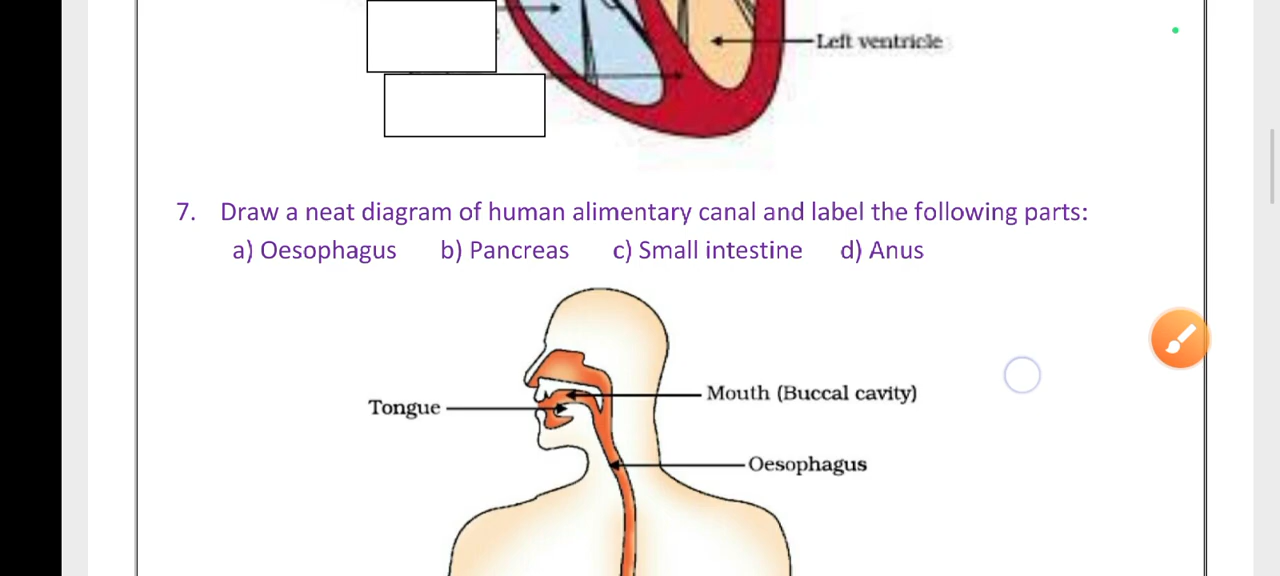 Left ventricle
7. Draw a neat diagram of human alimentary canal and label the following parts:
a) Oesophagus b) Pancreas c) Small intestine d) Anus
Mouth (Buccal cavity)
Tongue
Oesophagus